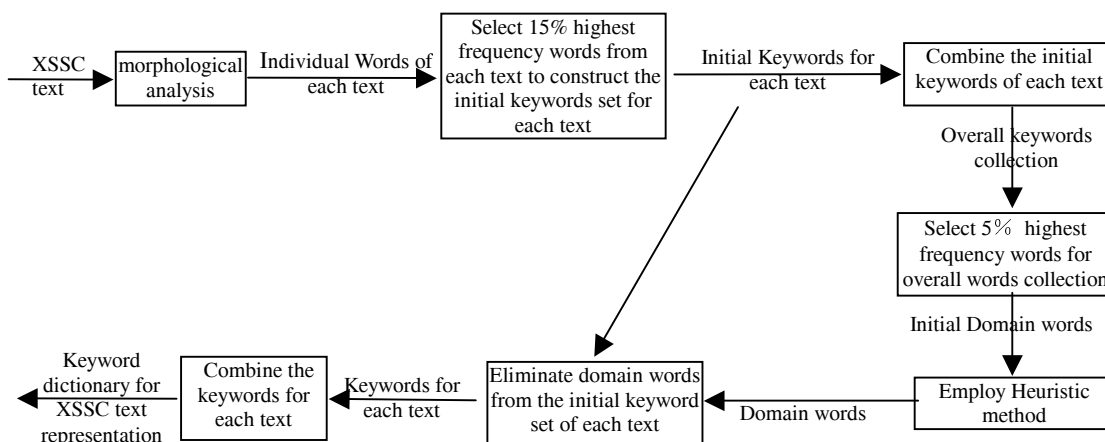 XSSC
text
morphological
analysis
Individual Words of
each text
Select 15% highest
frequency words from
each text to construct the
initial keywords set for
each text
Initial Keywords for
each text
Combine the initial
keywords of each text
Overall keywords
collection
Select 5% highest
frequency words for
overall words collection
Initial Domain words
Employ Heuristic
method
Domain words
Eliminate domain words
from the initial keyword
set of each text
Keywords for
each text
Combine the
keywords for
each text
Keyword
dictionary for
XSSC text
representation